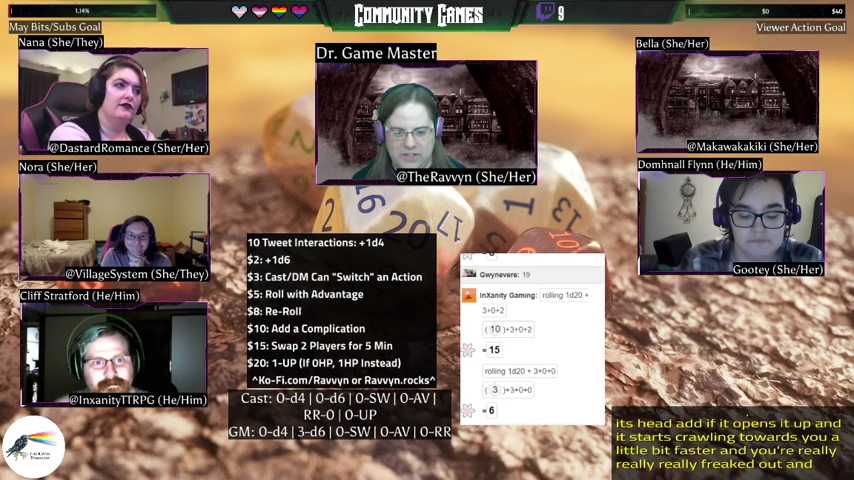 1.14%
COMMUNITY GAMES
9
$0
$40
May Bits/Subs Goal
Viewer Action Goal
Nana (She/They)
@DastardRomance (Sher/Her)
Dr. Game Master
@TheRavvyn (She/Her)
Bella (She/Her)
@Makawakakiki (She/Her)
Nora (She/Her)
@VillageSystem (She/They)
Domhnall Flynn (He/Him)
Gootey (She/Her)
Cliff Stratford (He/Him)
@InxanityTTRPG (He/Him)
2
16
20
17
1
13
10
10 Tweet Interactions: +1d4
$2: +1d6
$3: Cast/DM Can "Switch" an Action
$5: Roll with Advantage
$8: Re-Roll
$10: Add a Complication
$15: Swap 2 Players for 5 Min
$20: 1-UP (If 0HP, 1HP Instead)
^Ko-Fi.com/Ravvyn or Ravvyn.rocks^
Cast: 0-d4 | 0-d6 | 0-SW | 0-AV |
RR-0 | 0-UP
GM: 0-d4 | 3-d6 | 0-SW | 0-AV | 0-RR
Gwynevere: 19
InXanity Gaming: rolling 1d20 +
3+0+2
(10)+3+0+2
= 15
rolling 1d20 + 3+0+0
(3)+3+0+0
= 6
its head add if it opens it up and
it starts crawling towards you a
little bit faster and you're really
really really freaked out and